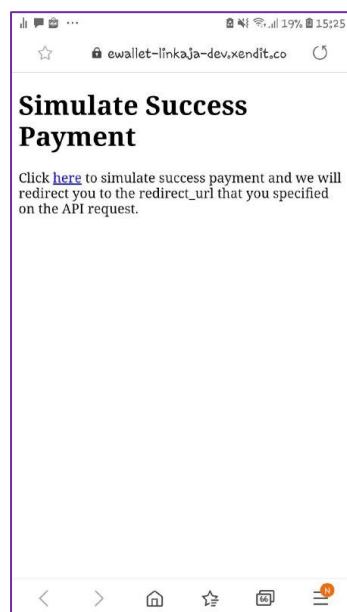 19% 15:25
ewallet-linkaja-dev.xendit.co
Simulate Success
Payment
Click here to simulate success payment and we will
redirect you to the redirect_url that you specified
on the API request.
66
N